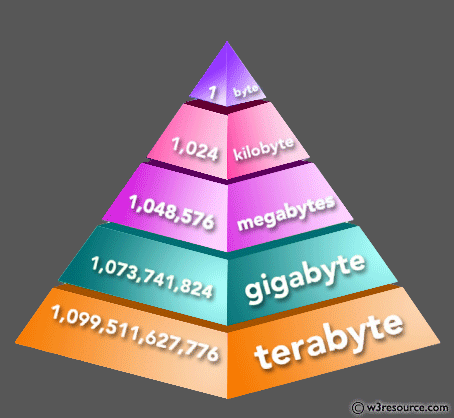 1 byte
1,024 kilobyte
1,048,576 megabytes
1,073,741,824 gigabyte
1,099,511,627,776 terabyte
© w3resource.com